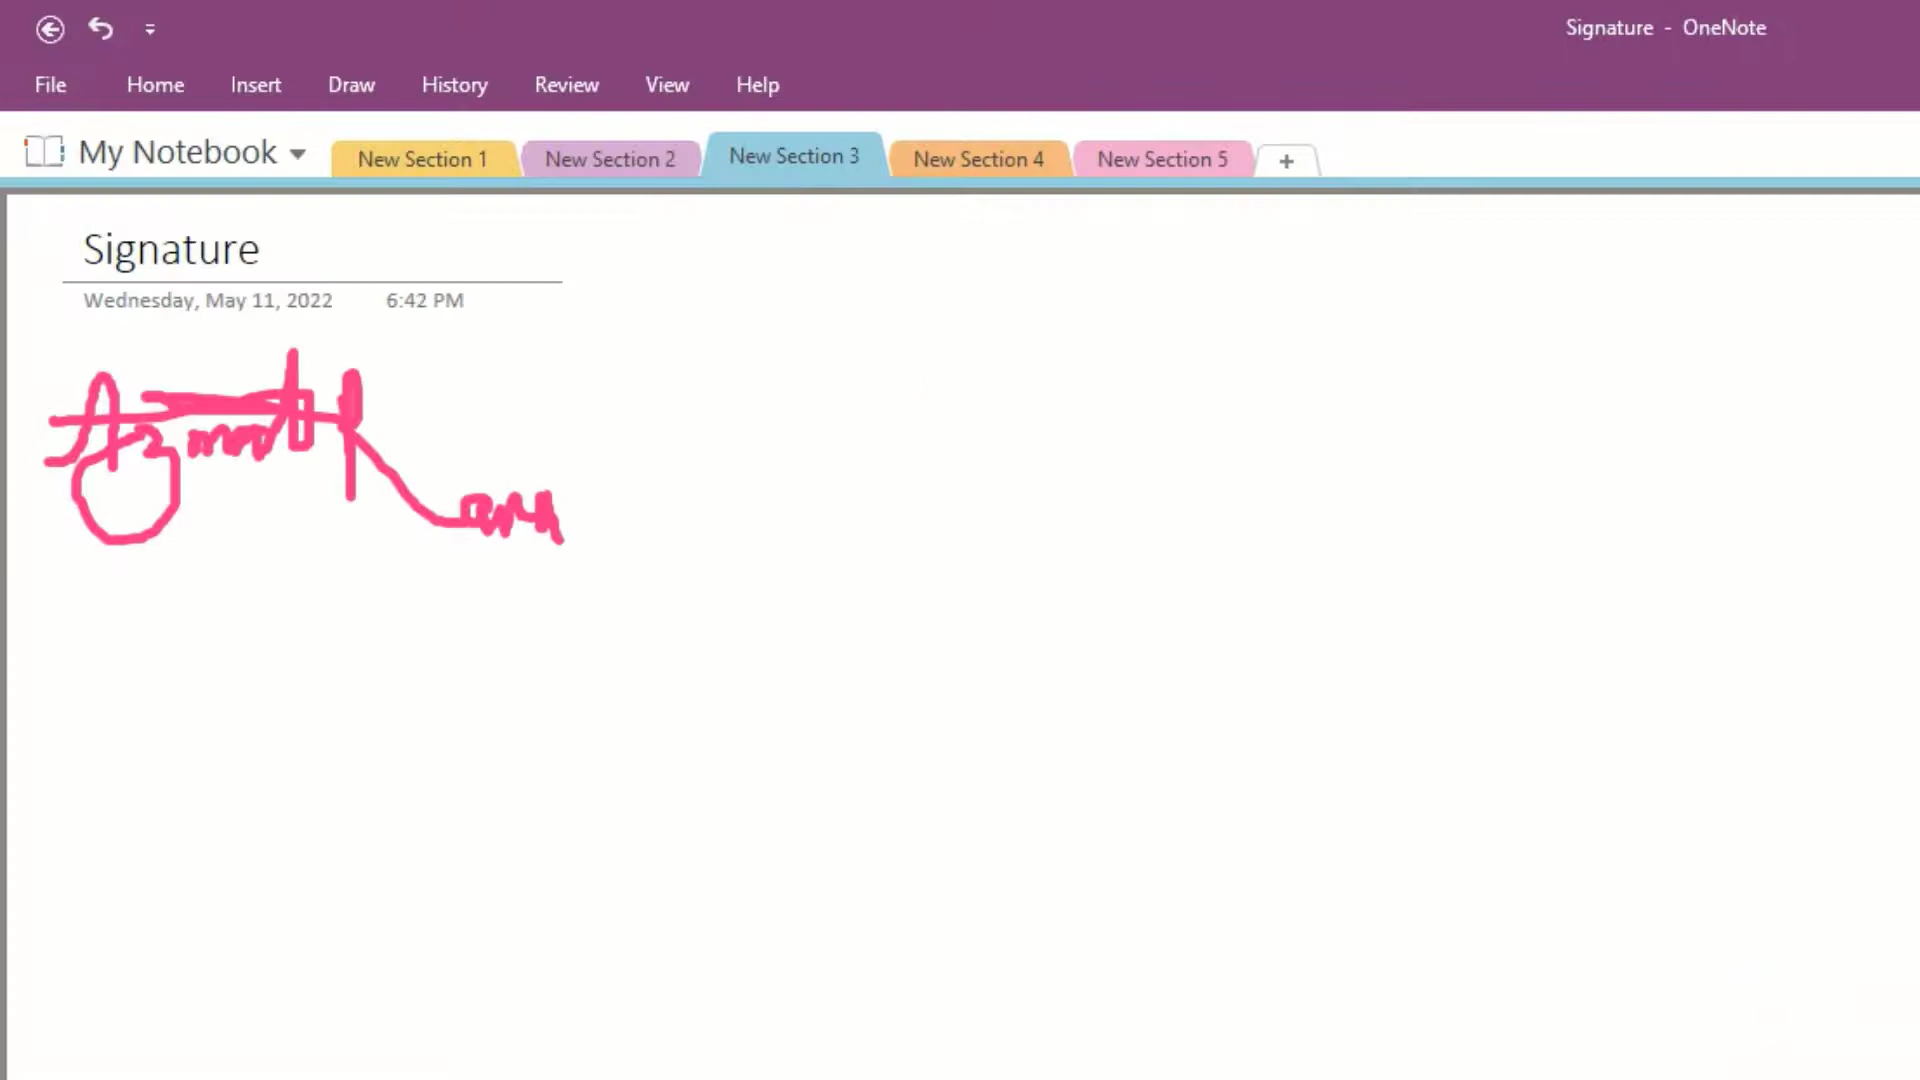 Signature - OneNote
File Home Insert Draw History Review View Help
My Notebook New Section 1 New Section 2 New Section 3 New Section 4 New Section 5 +
Signature
Wednesday, May 11, 2022 6:42 PM